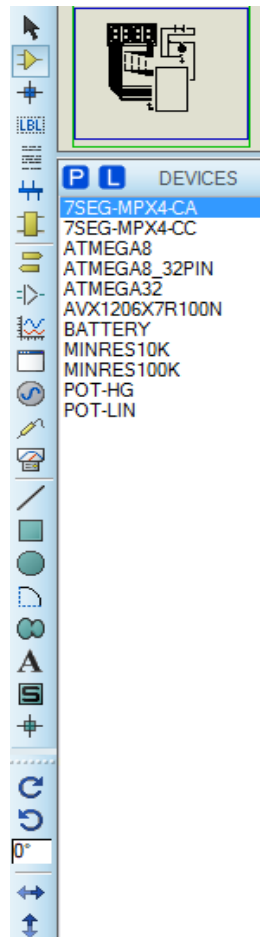 LBL
P L DEVICES
7SEG-MPX4-CA
7SEG-MPX4-CC
ATMEGA8
ATMEGA8_32PIN
ATMEGA32
AVX1206X7R100N
BATTERY
MINRES10K
MINRES100K
POT-HG
POT-LIN
A
S
0°